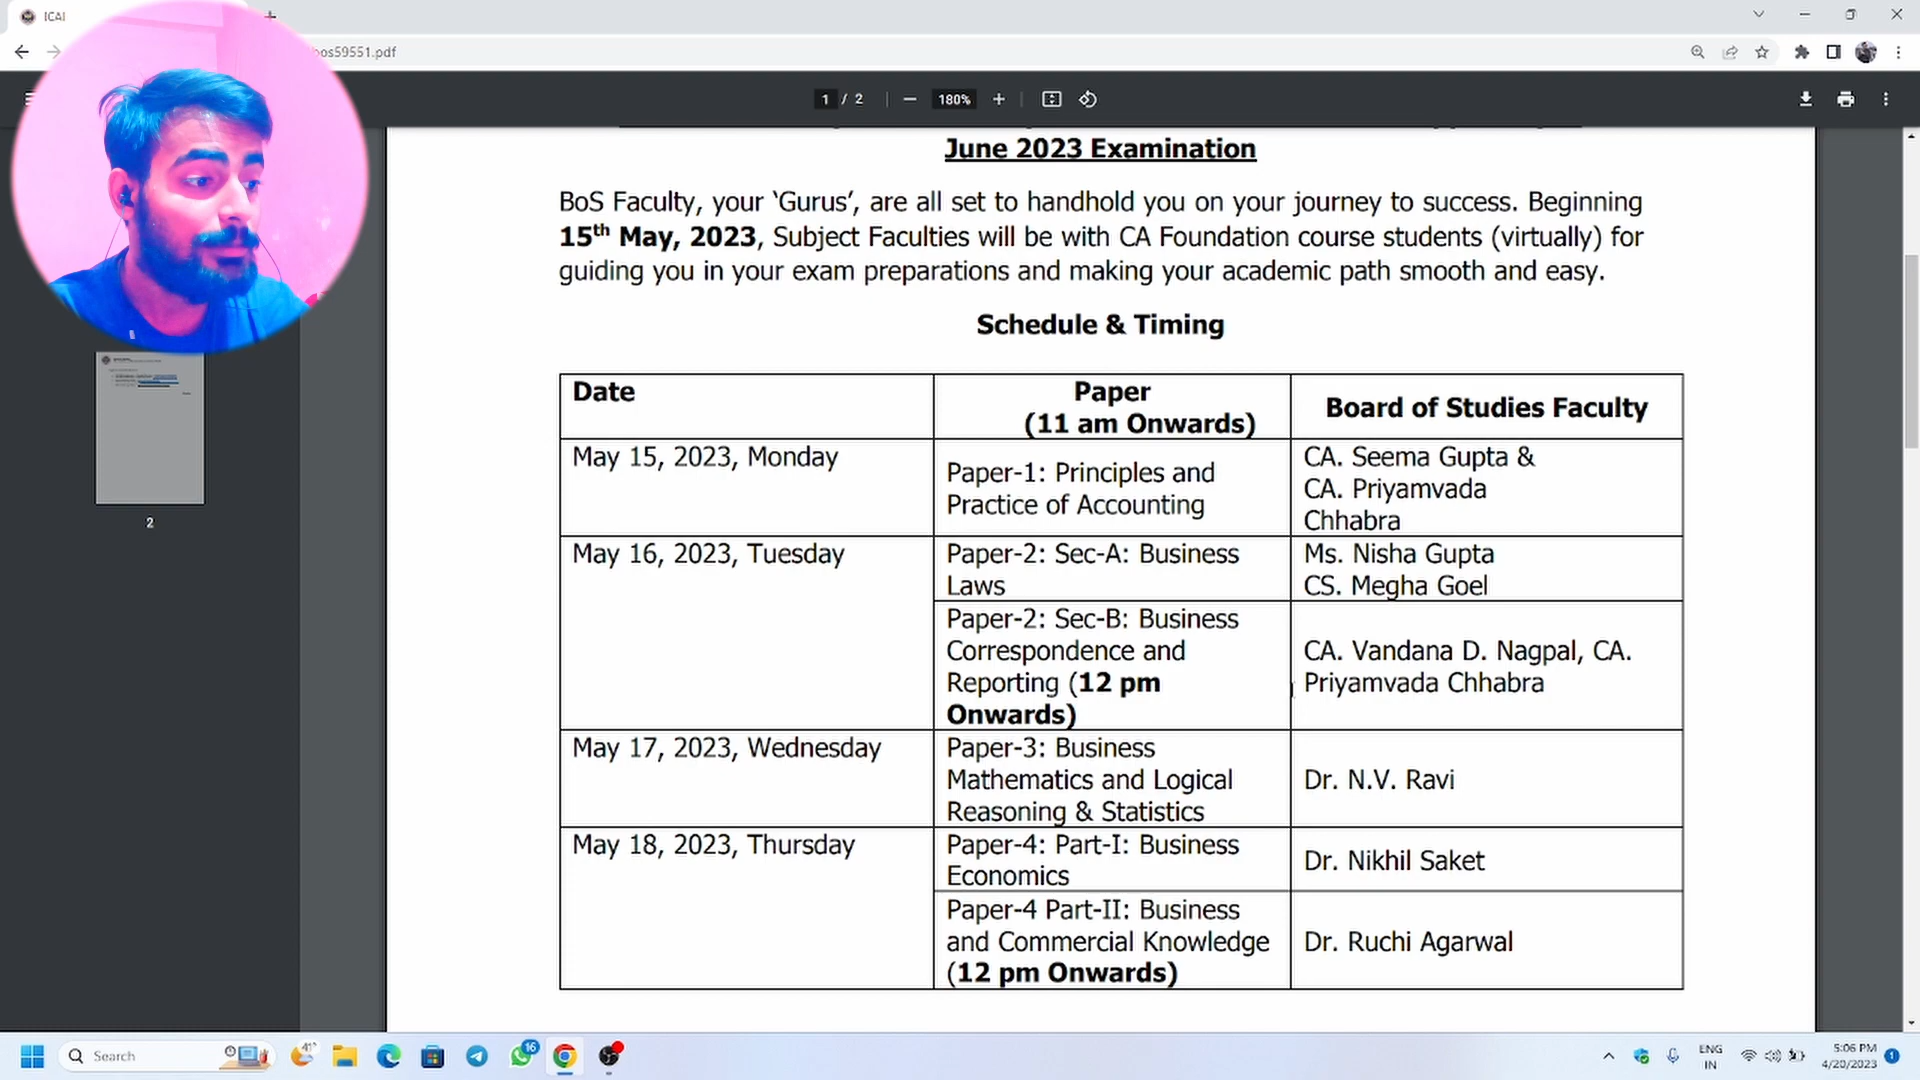 ICAI
bos59551.pdf
1 / 2
180%
June 2023 Examination
BoS Faculty, your ‘Gurus’, are all set to handhold you on your journey to success. Beginning
15th May, 2023, Subject Faculties will be with CA Foundation course students (virtually) for
guiding you in your exam preparations and making your academic path smooth and easy.
Schedule & Timing
Date
Paper
(11 am Onwards)
Board of Studies Faculty
May 15, 2023, Monday
Paper-1: Principles and
Practice of Accounting
CA. Seema Gupta &
CA. Priyamvada
Chhabra
May 16, 2023, Tuesday
Paper-2: Sec-A: Business
Laws
Ms. Nisha Gupta
CS. Megha Goel
Paper-2: Sec-B: Business
Correspondence and
Reporting (12 pm
Onwards)
CA. Vandana D. Nagpal, CA.
Priyamvada Chhabra
May 17, 2023, Wednesday
Paper-3: Business
Mathematics and Logical
Reasoning & Statistics
Dr. N.V. Ravi
May 18, 2023, Thursday
Paper-4: Part-I: Business
Economics
Dr. Nikhil Saket
Paper-4 Part-II: Business
and Commercial Knowledge
(12 pm Onwards)
Dr. Ruchi Agarwal
2
Search
41°
16
ENG
IN
5:06 PM
4/20/2023
1